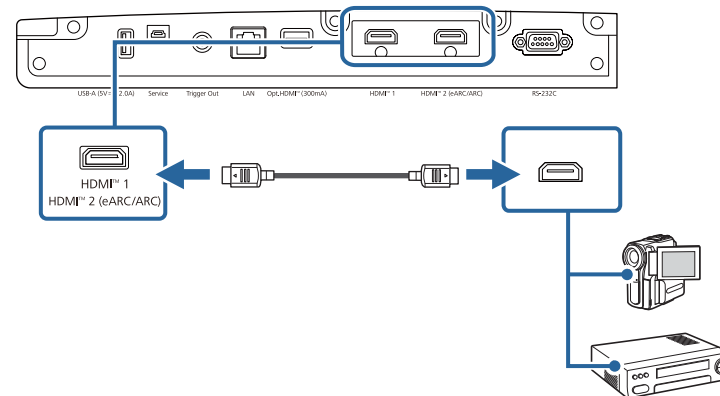 USB-A (5V⎓2.0A) Service Trigger Out LAN Opt.HDMI™ (300mA) HDMI™ 1 HDMI™ 2 (eARC/ARC) RS-232C
HDMI™ 1
HDMI™ 2 (eARC/ARC)